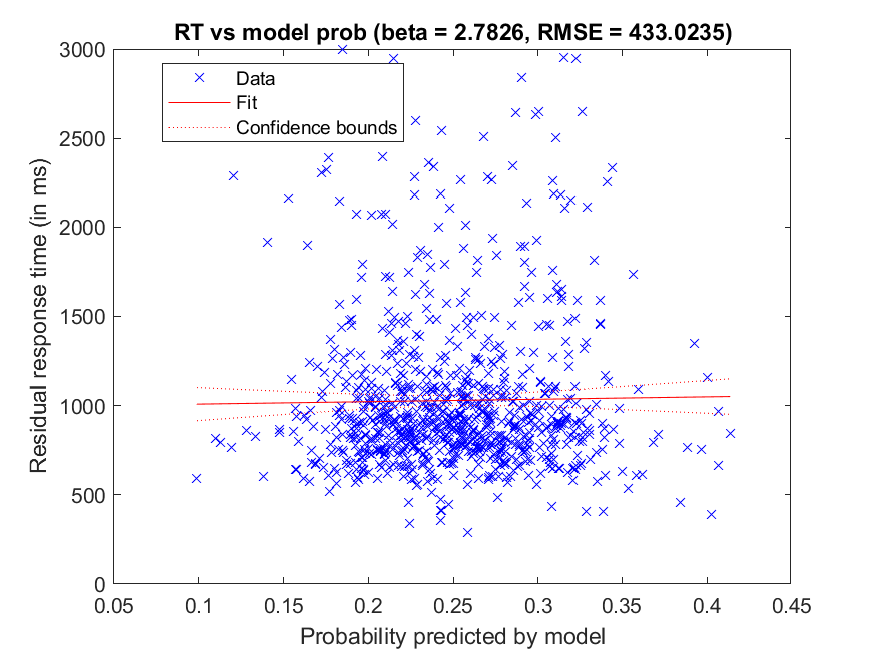 RT vs model prob (beta = 2.7826, RMSE = 433.0235)
Data
Fit
Confidence bounds
Residual response time (in ms)
3000
2500
2000
1500
1000
500
0
0.05 0.1 0.15 0.2 0.25 0.3 0.35 0.4 0.45
Probability predicted by model